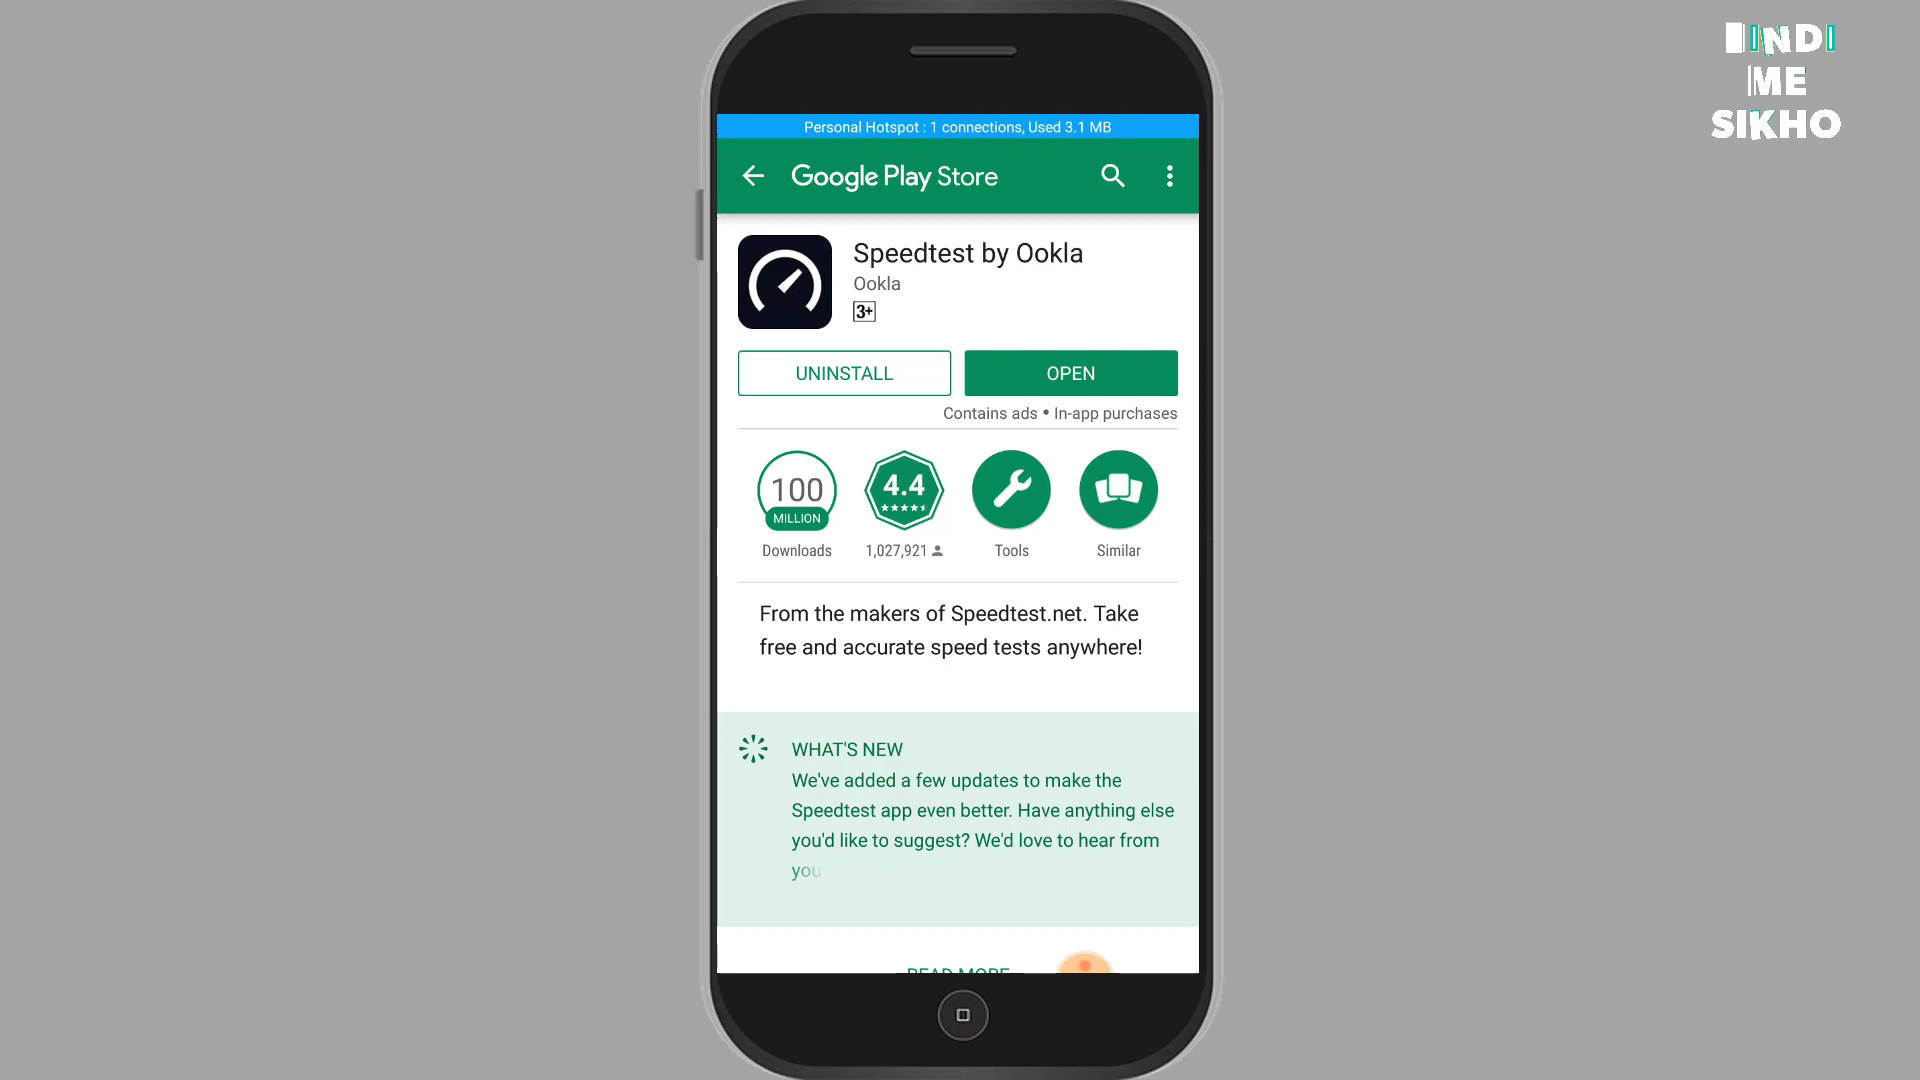 HINDI
ME
SIKHO
Personal Hotspot : 1 connections, Used 3.1 MB
Google Play Store
Speedtest by Ookla
Ookla
3+
UNINSTALL
OPEN
Contains ads • In-app purchases
100
MILLION
4.4
Downloads
1,027,921
Tools
Similar
From the makers of Speedtest.net. Take
free and accurate speed tests anywhere!
WHAT'S NEW
We've added a few updates to make the
Speedtest app even better. Have anything else
you'd like to suggest? We'd love to hear from
you
READ MORE